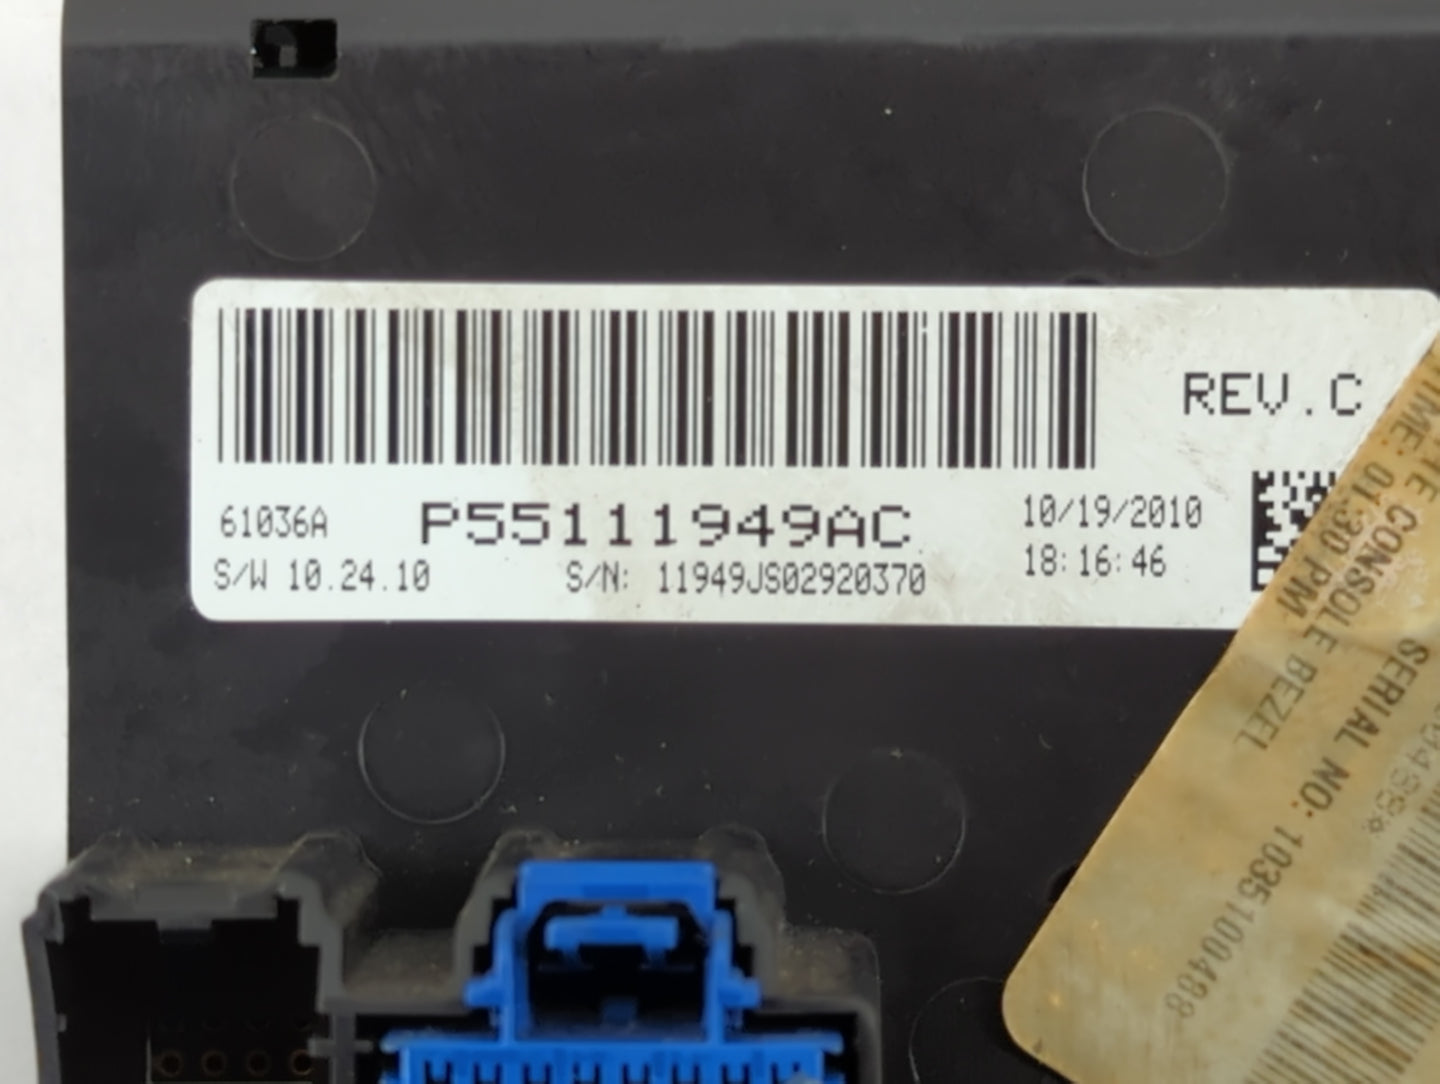 REV.C
61036A
P55111949AC
10/19/2010
S/W 10.24.10
S/N: 11949JS02920370
18:16:46
TIME: 01:30 PM
CONSOLE BEZEL
SERIAL NO: 1035100488